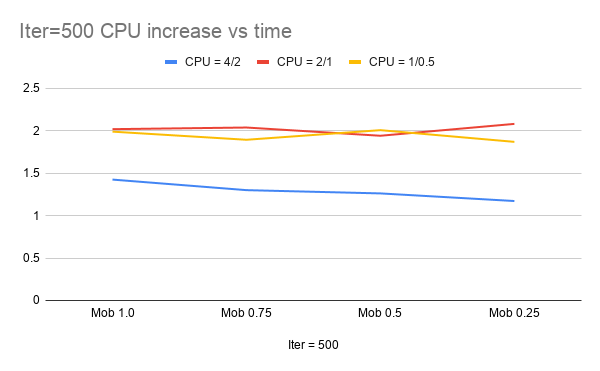 Iter=500 CPU increase vs time
CPU = 4/2 CPU = 2/1 CPU = 1/0.5
2.5
2
1.5
1
0.5
0
Mob 1.0 Mob 0.75 Mob 0.5 Mob 0.25
Iter = 500